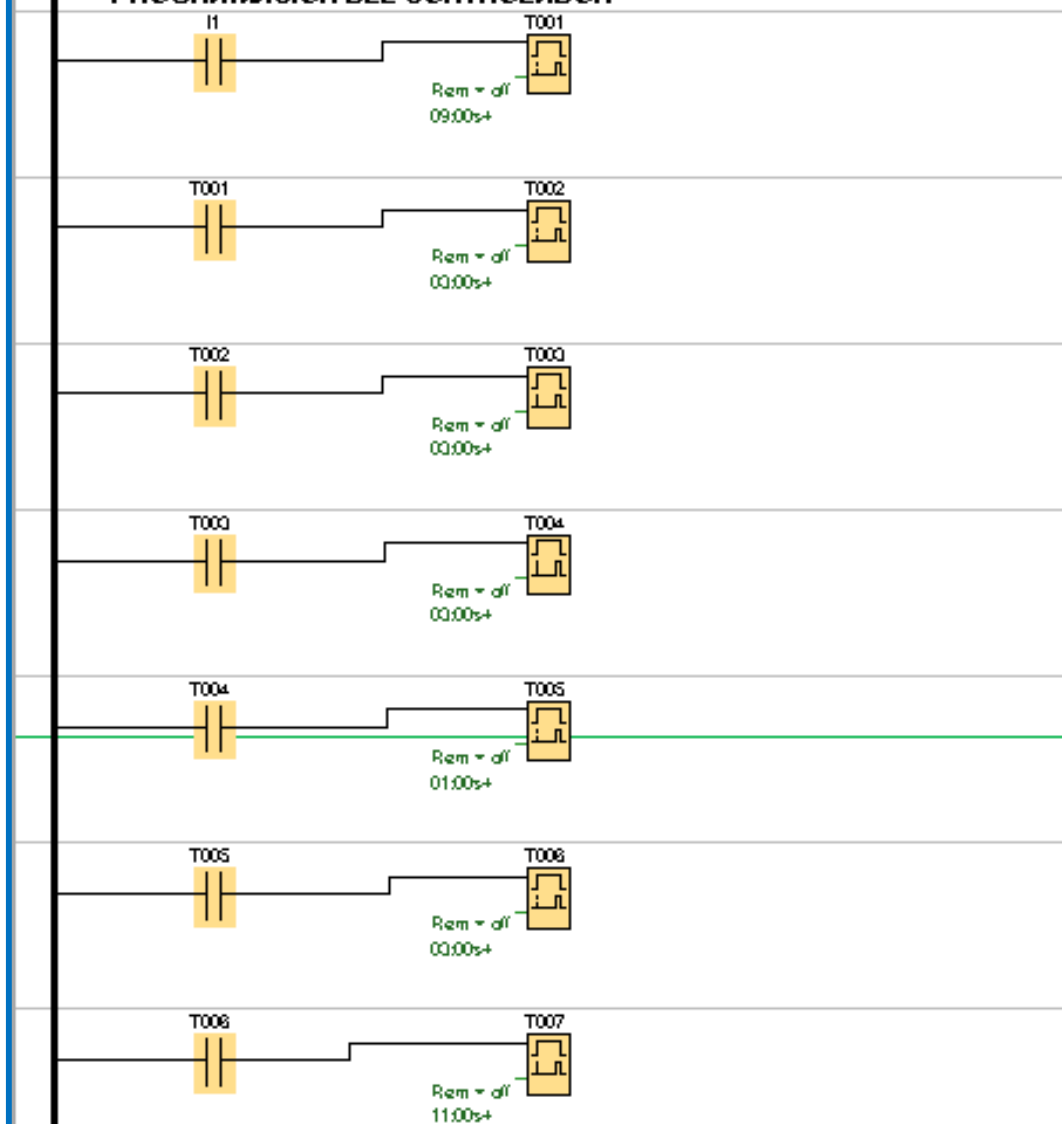 I1 T001
Rem = off
09:00s+
T001 T002
Rem = off
03:00s+
T002 T003
Rem = off
03:00s+
T003 T004
Rem = off
03:00s+
T004 T005
Rem = off
01:00s+
T005 T006
Rem = off
03:00s+
T006 T007
Rem = off
11:00s+